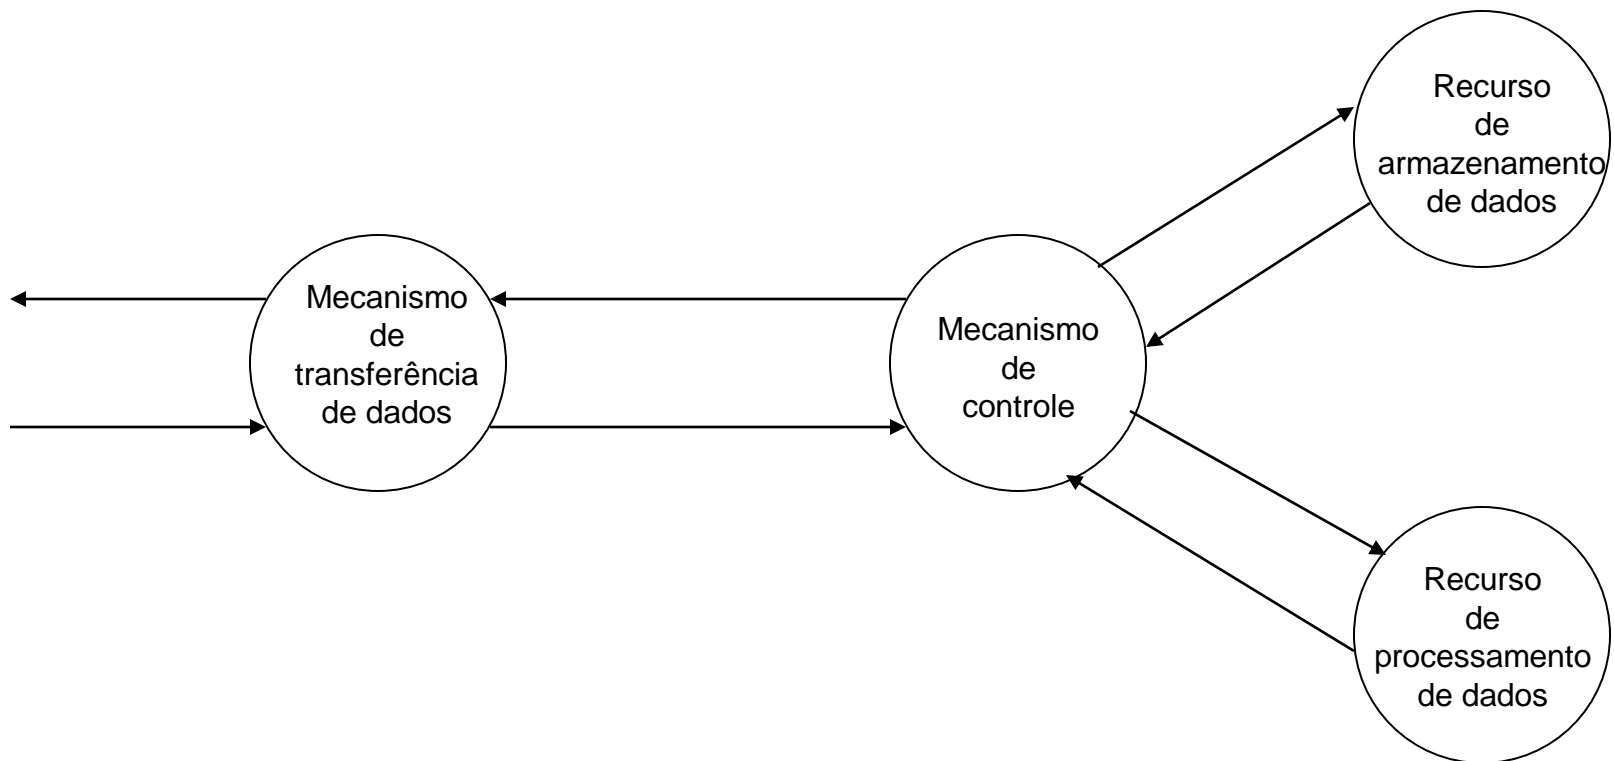 Recurso
de
armazenamento
de dados
Mecanismo
de
transferência
de dados
Mecanismo
de
controle
Recurso
de
processamento
de dados